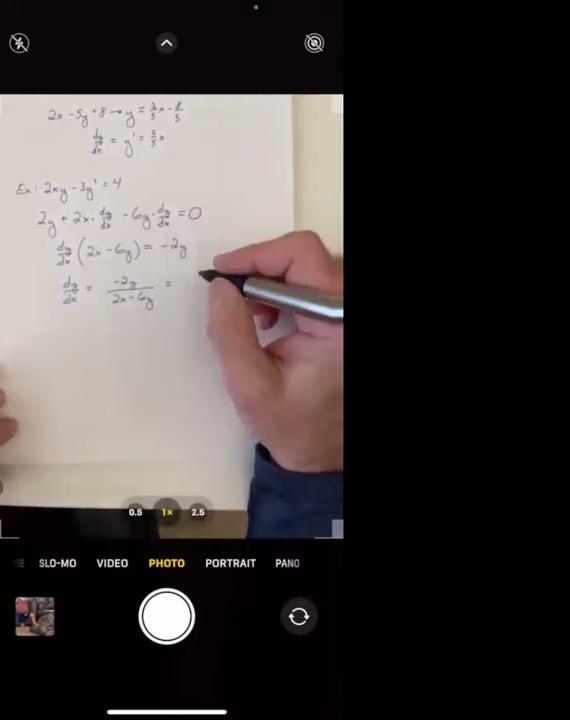 2x - 5y = 8 → y = 2/5 x - 8/5
dy/dx = y' = 2/5 x
Ex: 2xy - 3y² = 4
2y + 2x · dy/dx - 6y · dy/dx = 0
dy/dx (2x - 6y) = -2y
dy/dx = -2y / 2x - 6y =
0.5 1× 2.5
SLO-MO VIDEO PHOTO PORTRAIT PANO